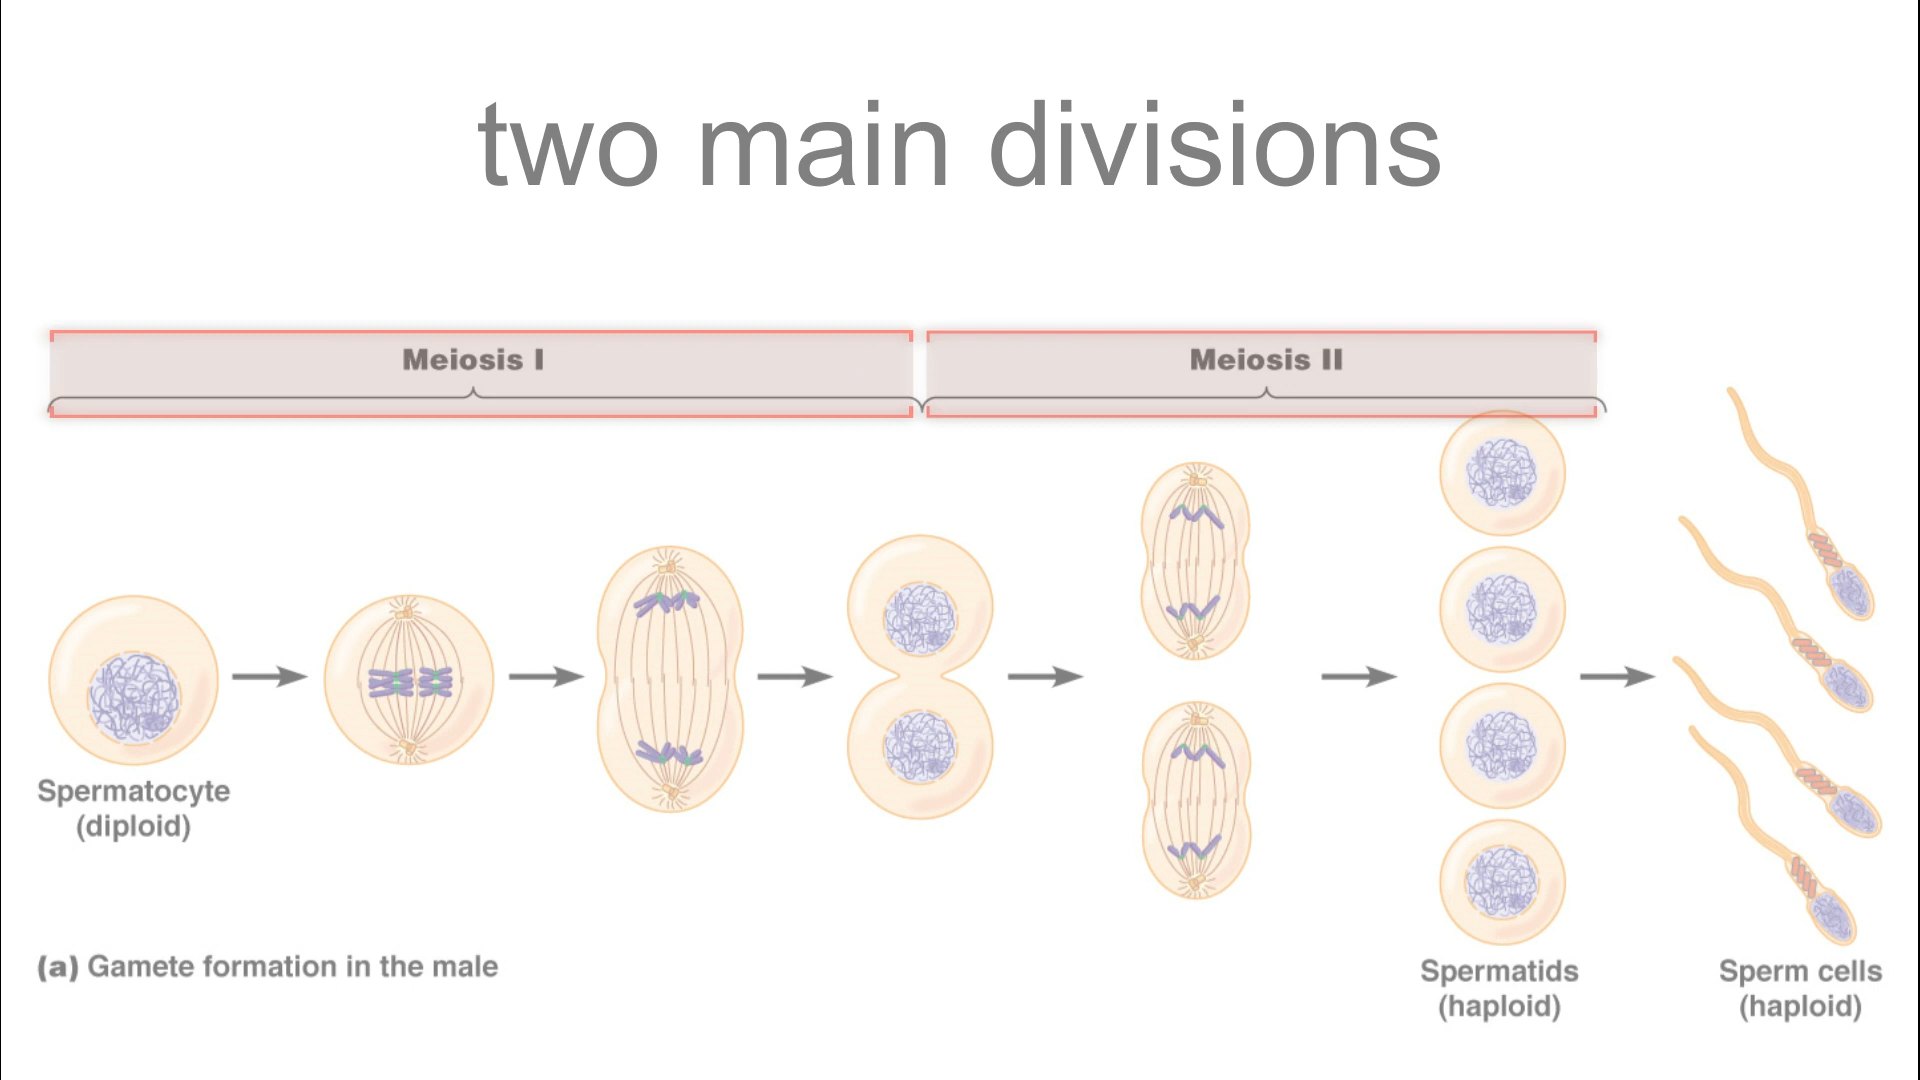 two main divisions
Meiosis I
Meiosis II
Spermatocyte
(diploid)
(a) Gamete formation in the male
Spermatids
(haploid)
Sperm cells
(haploid)